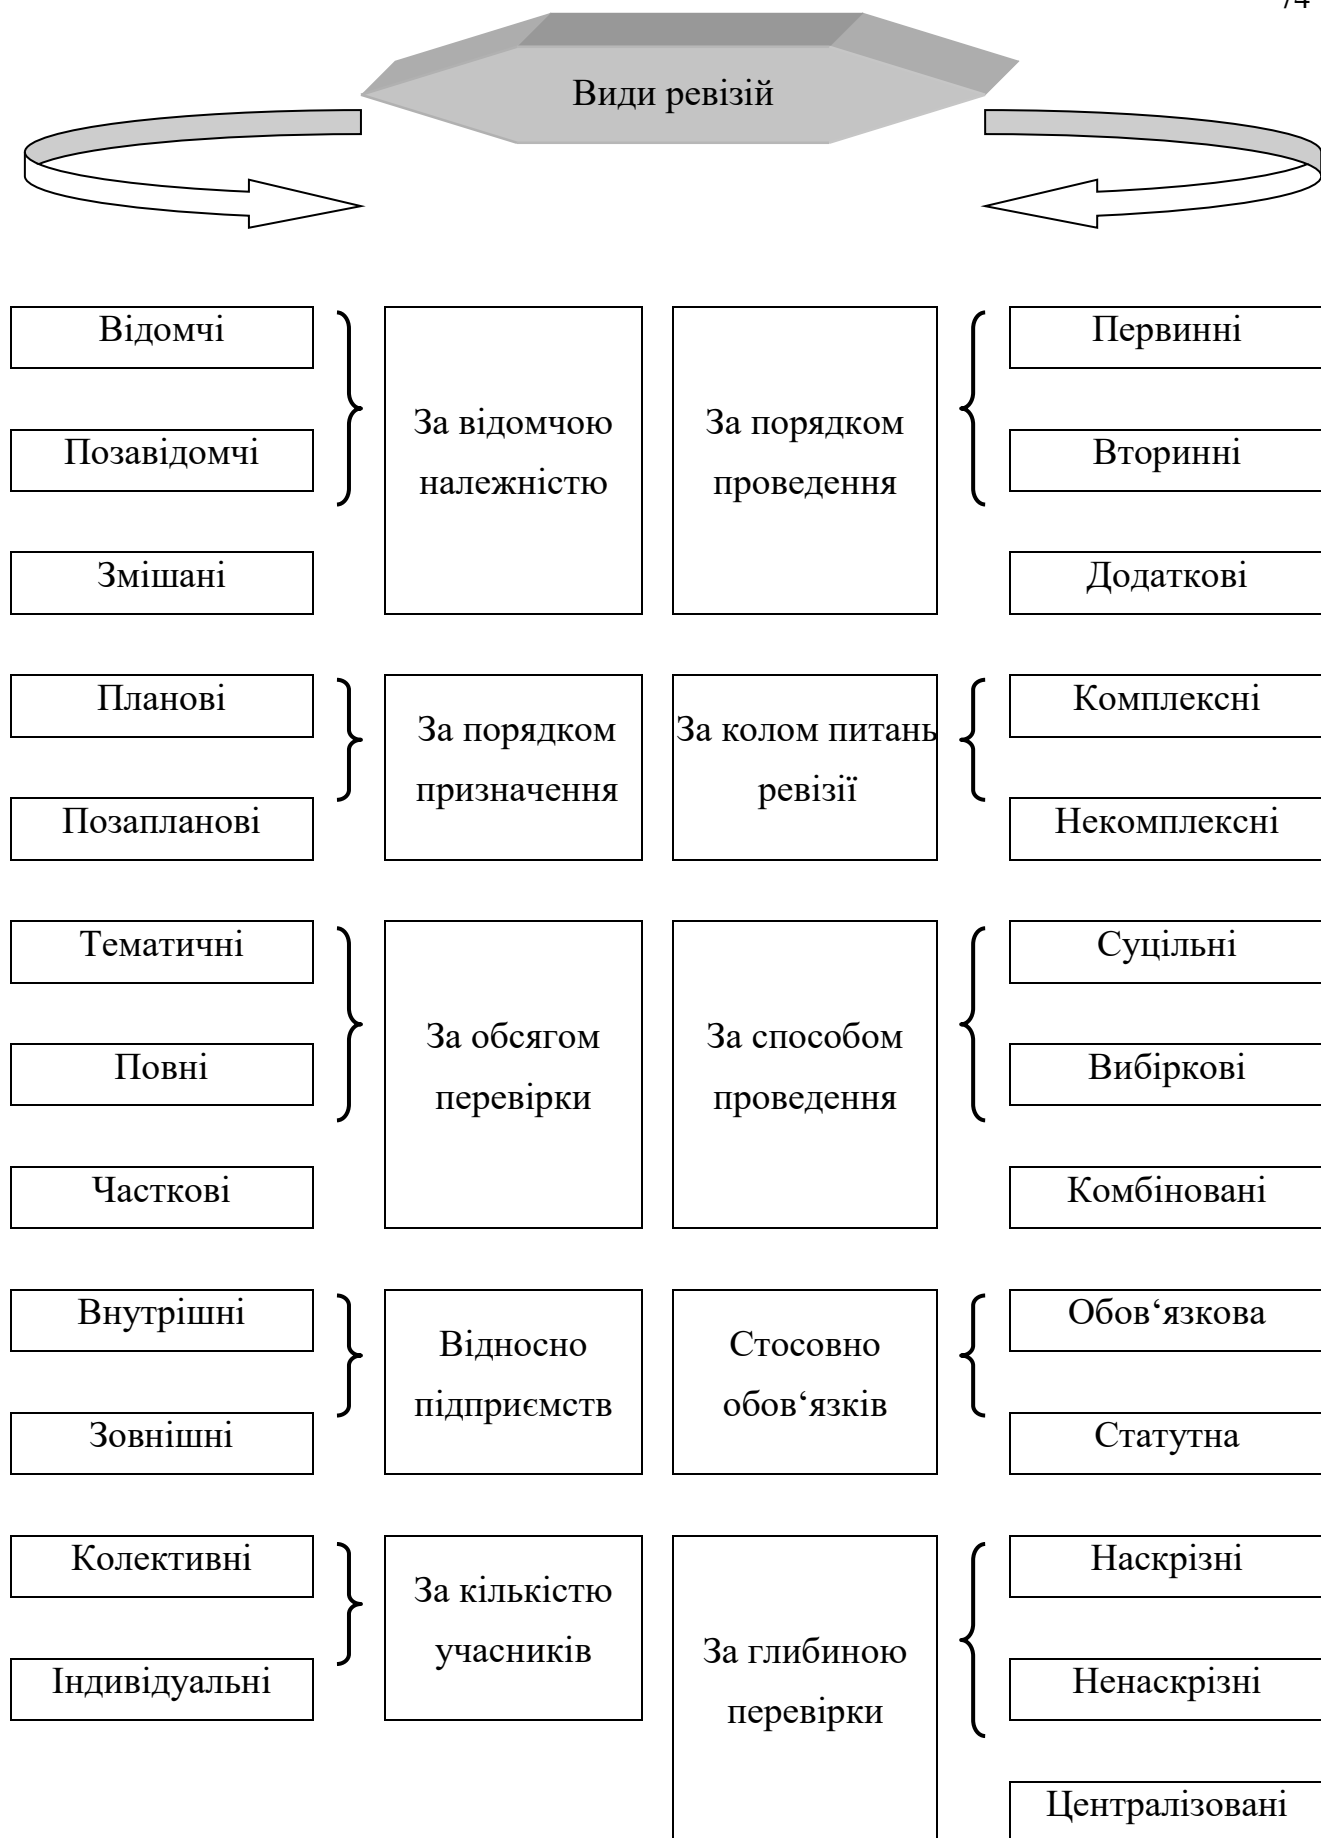 74
Види ревізій
Відомчі
Позавідомчі
Змішані
За відомчою
належністю
За порядком
проведення
Первинні
Вторинні
Додаткові
Планові
Позапланові
За порядком
призначення
За колом питань
ревізії
Комплексні
Некомплексні
Тематичні
Повні
Часткові
За обсягом
перевірки
За способом
проведення
Суцільні
Вибіркові
Комбіновані
Внутрішні
Зовнішні
Відносно
підприємств
Стосовно
обов‘язків
Обов‘язкова
Статутна
Колективні
Індивідуальні
За кількістю
учасників
За глибиною
перевірки
Наскрізні
Ненаскрізні
Централізовані